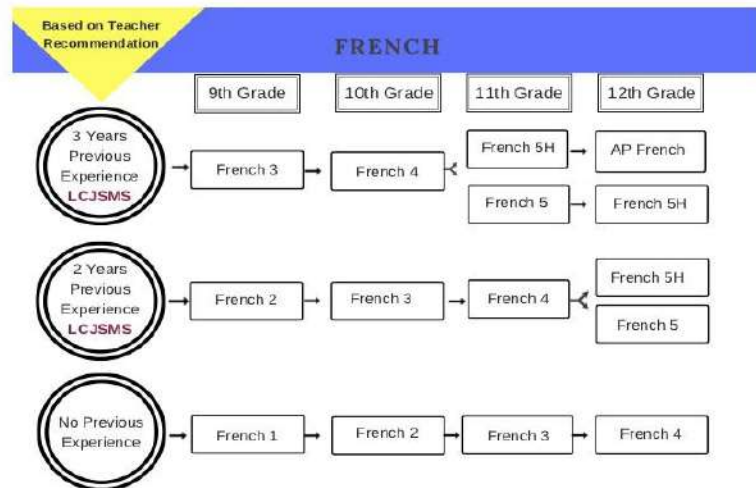 Based on Teacher
Recommendation
FRENCH
9th Grade
10th Grade
11th Grade
12th Grade
3 Years
Previous
Experience
LCJSMS
French 3
French 4
French 5H
AP French
French 5
French 5H
2 Years
Previous
Experience
LCJSMS
French 2
French 3
French 4
French 5H
French 5
No Previous
Experience
French 1
French 2
French 3
French 4